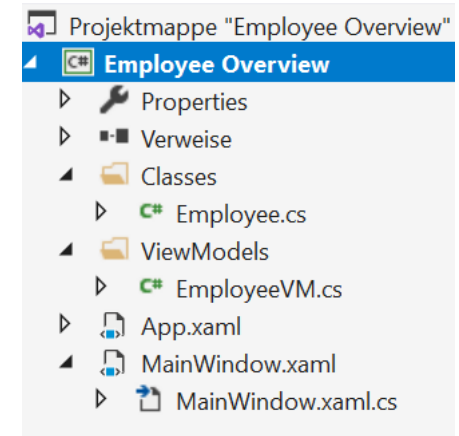 Projektmappe "Employee Overview"
C# Employee Overview
Properties
Verweise
Classes
C# Employee.cs
ViewModels
C# EmployeeVM.cs
App.xaml
MainWindow.xaml
MainWindow.xaml.cs